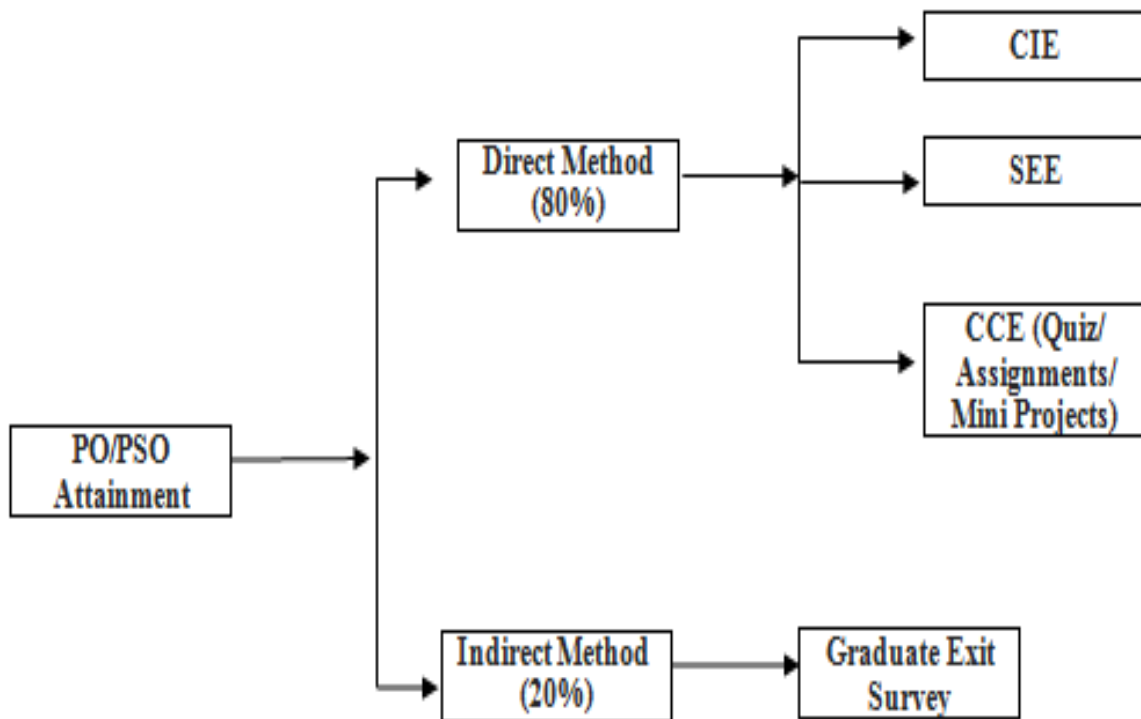 CIE
Direct Method
(80%)
SEE
CCE (Quiz/
Assignments/
Mini Projects)
PO/PSO
Attainment
Indirect Method
(20%)
Graduate Exit
Survey